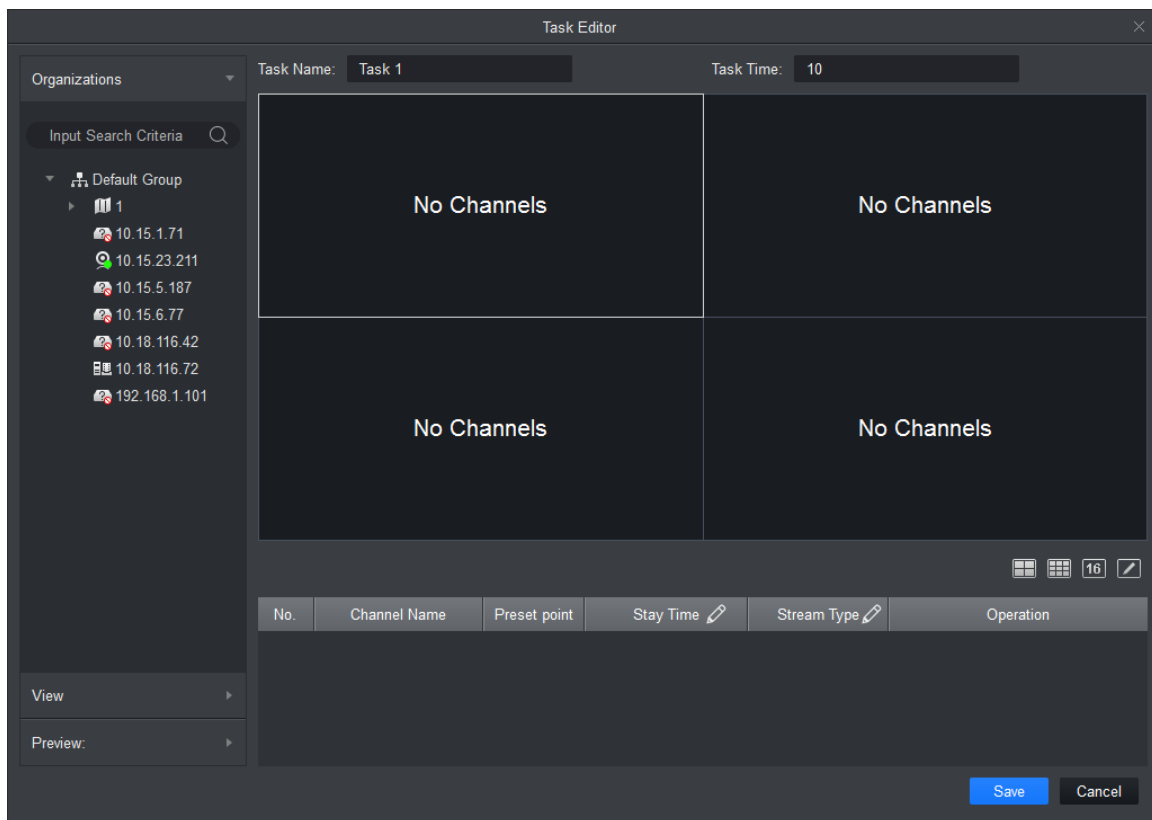 Task Editor
Organizations
Task Name: Task 1 Task Time: 10
Input Search Criteria
Default Group
1
10.15.1.71
10.15.23.211
10.15.5.187
10.15.6.77
10.18.116.42
10.18.116.72
192.168.1.101
View
Preview:
No Channels No Channels
No Channels No Channels
16
No. Channel Name Preset point Stay Time Stream Type Operation
Save Cancel